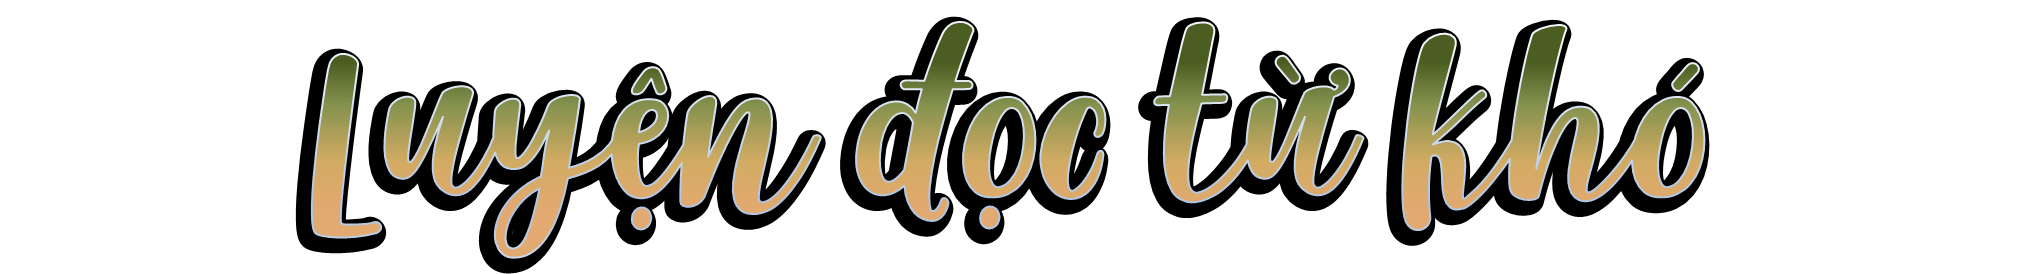 Luyện đọc từ khó